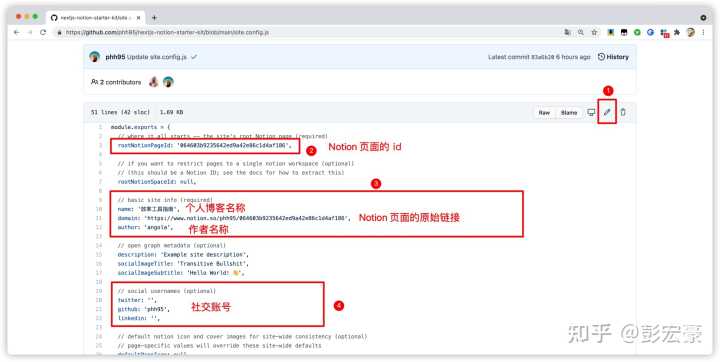 nextjs-notion-starter-kit/site.c
https://github.com/phh95/nextjs-notion-starter-kit/blob/main/site.config.js
phh95 Update site.config.js
Latest commit 83a6b20 6 hours ago
History
2 contributors
51 lines (42 sloc) 1.69 KB
Raw
Blame
1
1 module.exports = {
2 // where it all starts -- the site's root Notion page (required)
3 rootNotionPageId: '064603b9235642ed9a42e06c1d4af186',
2 Notion 页面的 id
4
5 // if you want to restrict pages to a single notion workspace (optional)
6 // (this should be a Notion ID; see the docs for how to extract this)
7 rootNotionSpaceId: null,
3
8
9 // basic site info (required)
10 name: '效率工具指南', 个人博客名称
11 domain: 'https://www.notion.so/phh95/064603b9235642ed9a42e06c1d4af186',
Notion 页面的原始链接
12 author: 'angola', 作者名称
13
14 // open graph metadata (optional)
15 description: 'Example site description',
16 socialImageTitle: 'Transitive Bullshit',
17 socialImageSubtitle: 'Hello World! 👋',
18
19 // social usernames (optional)
20 twitter: '',
21 github: 'phh95',
22 linkedin: '',
社交账号
4
23
24 // default notion icon and cover images for site-wide consistency (optional)
25 // page-specific values will override these site-wide defaults
26 defaultPageIcon: null,
知乎 @彭宏豪